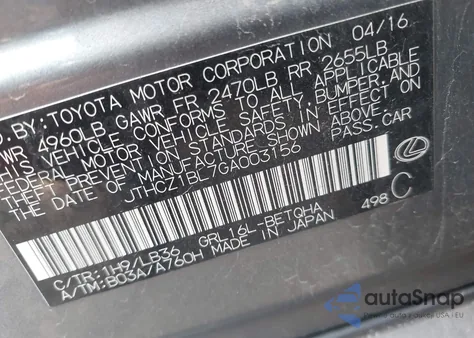 D.BY:TOYOTA MOTOR CORPORATION 04/16
WR 4960LB GAWR FR 2470LB RR 2655LB
THIS VEHICLE CONFORMS TO ALL APPLICABLE
FEDERAL MOTOR VEHICLE SAFETY, BUMPER, AND
THEFT PREVENTION STANDARDS IN EFFECT ON
THE DATE OF MANUFACTURE SHOWN ABOVE.
JTHCZ1BL7GA003156 PASS.CAR
498 C
C/TR:1H9/LB36 GRL16L-BETQHA
A/TM:B03A/A760H MADE IN JAPAN
autoSnap